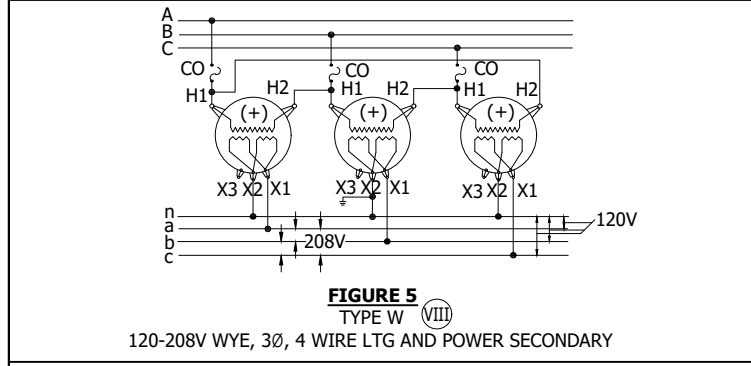 A
B
C
CO
CO
CO
H1
H2
H1
H2
H1
H2
(+)
(+)
(+)
X3 X2 X1
X3 X2 X1
X3 X2 X1
n
a
b
c
208V
120V
FIGURE 5
TYPE W VIII
120-208V WYE, 3Ø, 4 WIRE LTG AND POWER SECONDARY